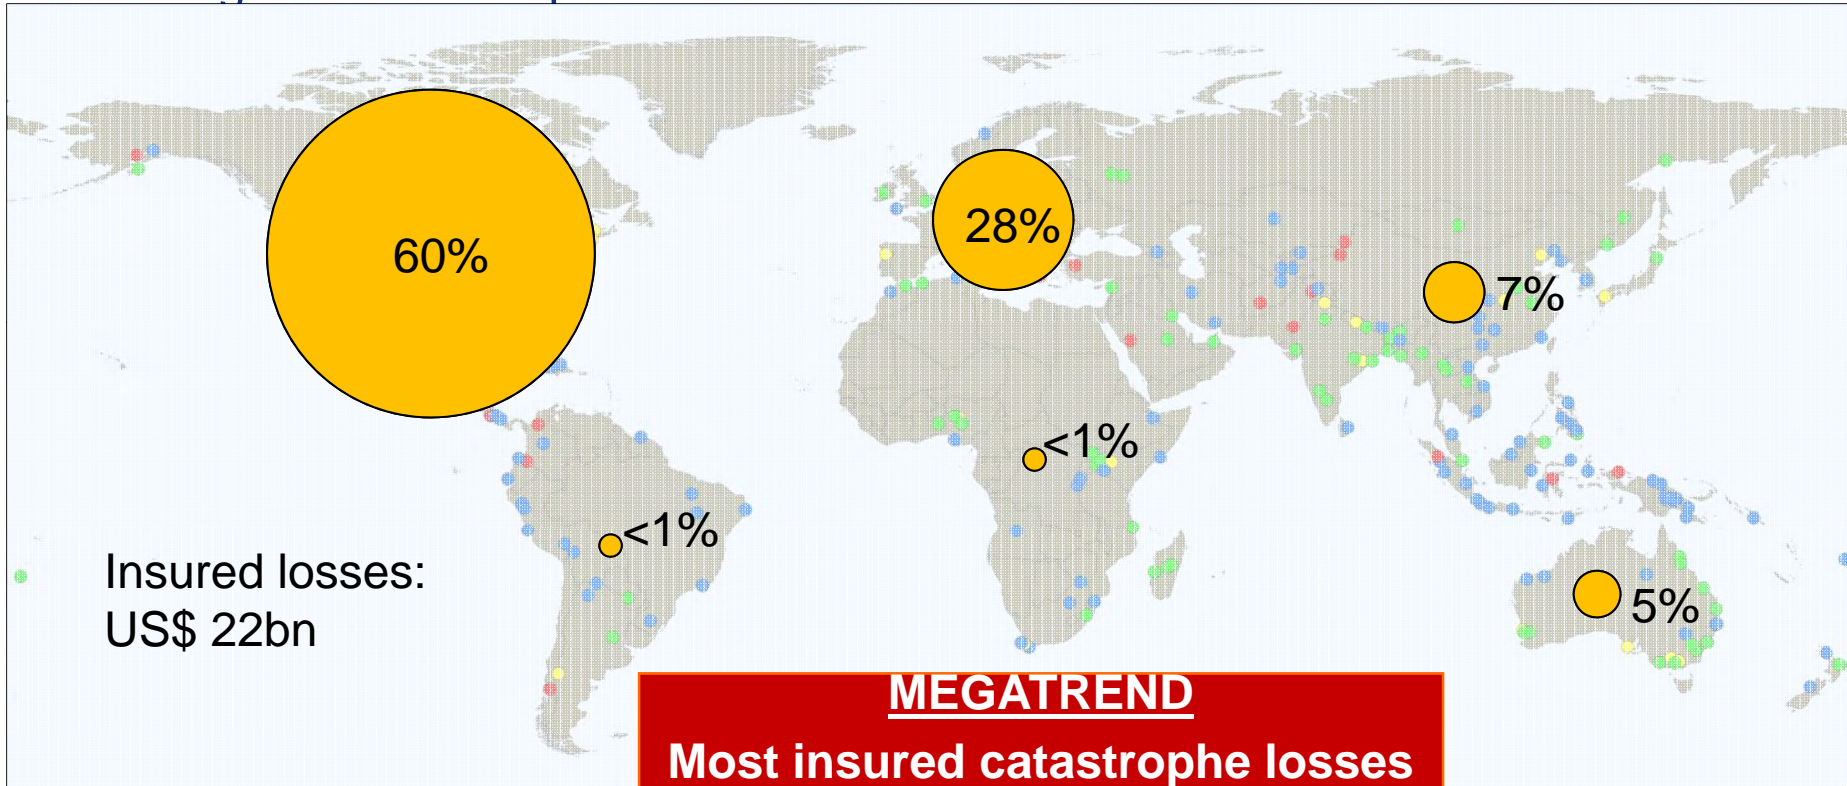 60%
28%
7%
<1%
<1%
5%
Insured losses:
US$ 22bn
MEGATREND
Most insured catastrophe losses